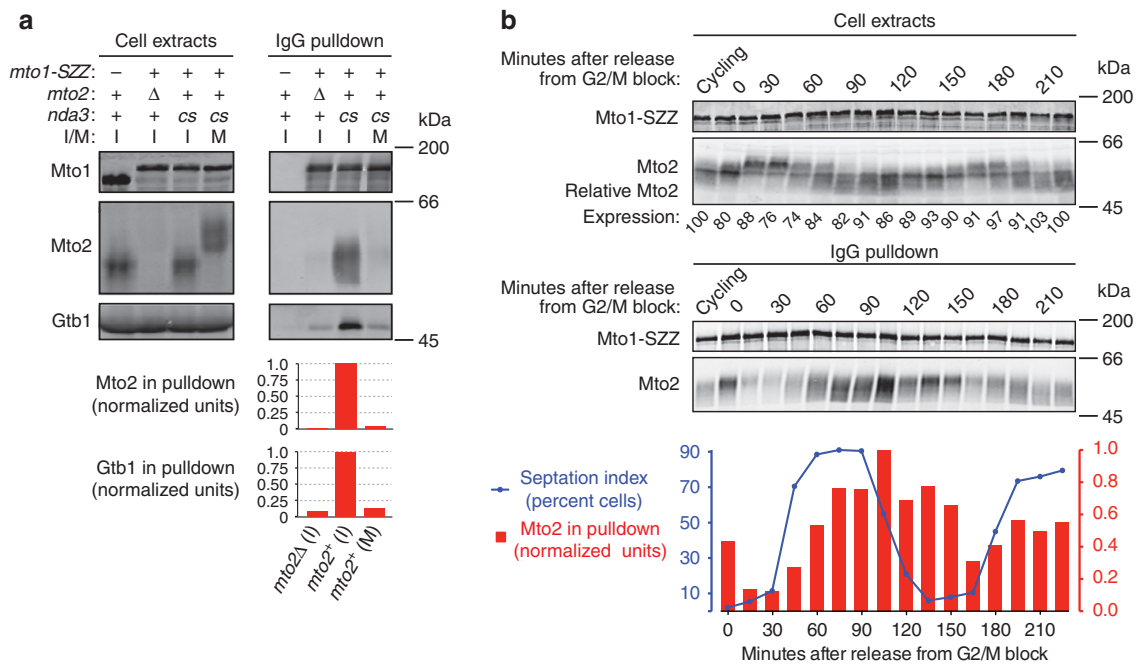 a
Cell extracts IgG pulldown
mto1-SZZ: – + + + – + + +
mto2: + Δ + + + Δ + +
nda3: + + cs cs + + cs cs
I/M: I I I M I I I M
kDa
200
Mto1
66
Mto2
Gtb1
45
Mto2 in pulldown
(normalized units)
1.0
0.75
0.5
0.25
0
Gtb1 in pulldown
(normalized units)
1.0
0.75
0.5
0.25
0
mto2Δ (I) mto2+ (I) mto2+ (M)
b
Cell extracts
Minutes after release
from G2/M block:
Cycling 0 30 60 90 120 150 180 210
kDa
200
Mto1-SZZ
66
Mto2
Relative Mto2
45
Expression: 100 80 88 76 74 84 82 91 86 89 93 90 91 97 91 103 100
IgG pulldown
Minutes after release
from G2/M block:
Cycling 0 30 60 90 120 150 180 210
kDa
200
Mto1-SZZ
66
Mto2
45
Septation index
(percent cells)
Mto2 in pulldown
(normalized units)
90
70
50
30
10
1.0
0.8
0.6
0.4
0.2
0.0
0 30 60 90 120 150 180 210
Minutes after release from G2/M block